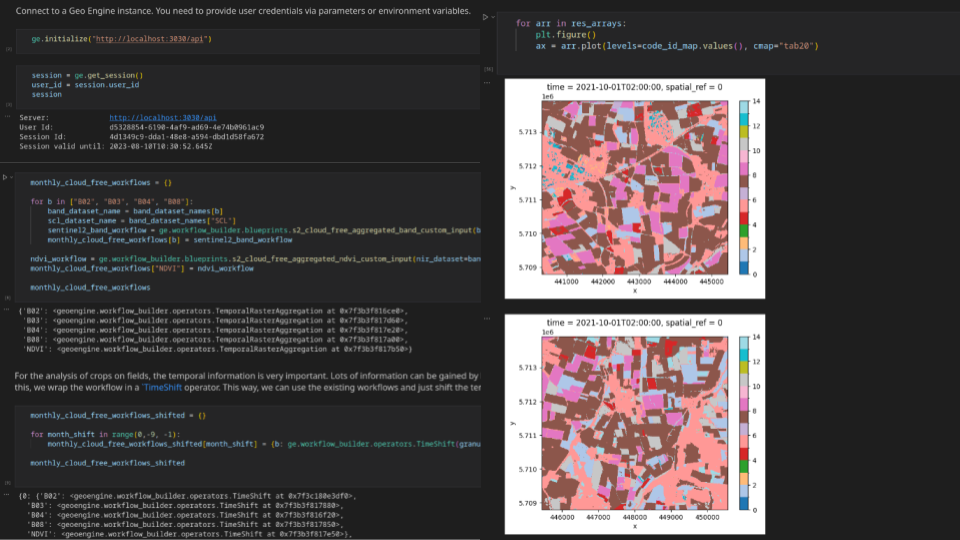 Connect to a Geo Engine instance. You need to provide user credentials via parameters or environment variables.
ge.initialize("http://localhost:3030/api")
session = ge.get_session()
user_id = session.user_id
session
Server: http://localhost:3030/api
User Id: d5328854-6190-4af9-ad69-4e74b0961ac9
Session Id: 4d1349c9-dda1-48e8-a594-dbd1d58fa672
Session valid until: 2023-08-10T10:30:52.645Z
monthly_cloud_free_workflows = {}
for b in ["B02", "B03", "B04", "B08"]:
band_dataset_name = band_dataset_names[b]
scl_dataset_name = band_dataset_names["SCL"]
sentinel2_band_workflow = ge.workflow_builder.blueprints.s2_cloud_free_aggregated_band_custom_input(b
monthly_cloud_free_workflows[b] = sentinel2_band_workflow
ndvi_workflow = ge.workflow_builder.blueprints.s2_cloud_free_aggregated_ndvi_custom_input(nir_dataset=ban
monthly_cloud_free_workflows["NDVI"] = ndvi_workflow
monthly_cloud_free_workflows
{'B02': <geoengine.workflow_builder.operators.TemporalRasterAggregation at 0x7f3b3f816ce0>,
'B03': <geoengine.workflow_builder.operators.TemporalRasterAggregation at 0x7f3b3f817d60>,
'B04': <geoengine.workflow_builder.operators.TemporalRasterAggregation at 0x7f3b3f817e20>,
'B08': <geoengine.workflow_builder.operators.TemporalRasterAggregation at 0x7f3b3f817a00>,
'NDVI': <geoengine.workflow_builder.operators.TemporalRasterAggregation at 0x7f3b3f817b50>}
For the analysis of crops on fields, the temporal information is very important. Lots of information can be gained by
this, we wrap the workflow in a `TimeShift operator. This way, we can use the existing workflows and just shift the ter
monthly_cloud_free_workflows_shifted = {}
for month_shift in range(0,-9, -1):
monthly_cloud_free_workflows_shifted[month_shift] = {b: ge.workflow_builder.operators.TimeShift(granu
monthly_cloud_free_workflows_shifted
{0: {'B02': <geoengine.workflow_builder.operators.TimeShift at 0x7f3c180e3df0>,
'B03': <geoengine.workflow_builder.operators.TimeShift at 0x7f3b3f817880>,
'B04': <geoengine.workflow_builder.operators.TimeShift at 0x7f3b3f816f20>,
'B08': <geoengine.workflow_builder.operators.TimeShift at 0x7f3b3f817850>,
'NDVI': <geoengine.workflow_builder.operators.TimeShift at 0x7f3b3f817e50>},
for arr in res_arrays:
plt.figure()
ax = arr.plot(levels=code_id_map.values(), cmap="tab20")
time = 2021-10-01T02:00:00, spatial_ref = 0
1e6
5.713
5.712
5.711
5.710
5.709
y
441000 442000 443000 444000 445000
x
14
12
10
8
6
4
2
0
time = 2021-10-01T02:00:00, spatial_ref = 0
1e6
5.713
5.712
5.711
5.710
5.709
y
446000 447000 448000 449000 450000
x
14
12
10
8
6
4
2
0